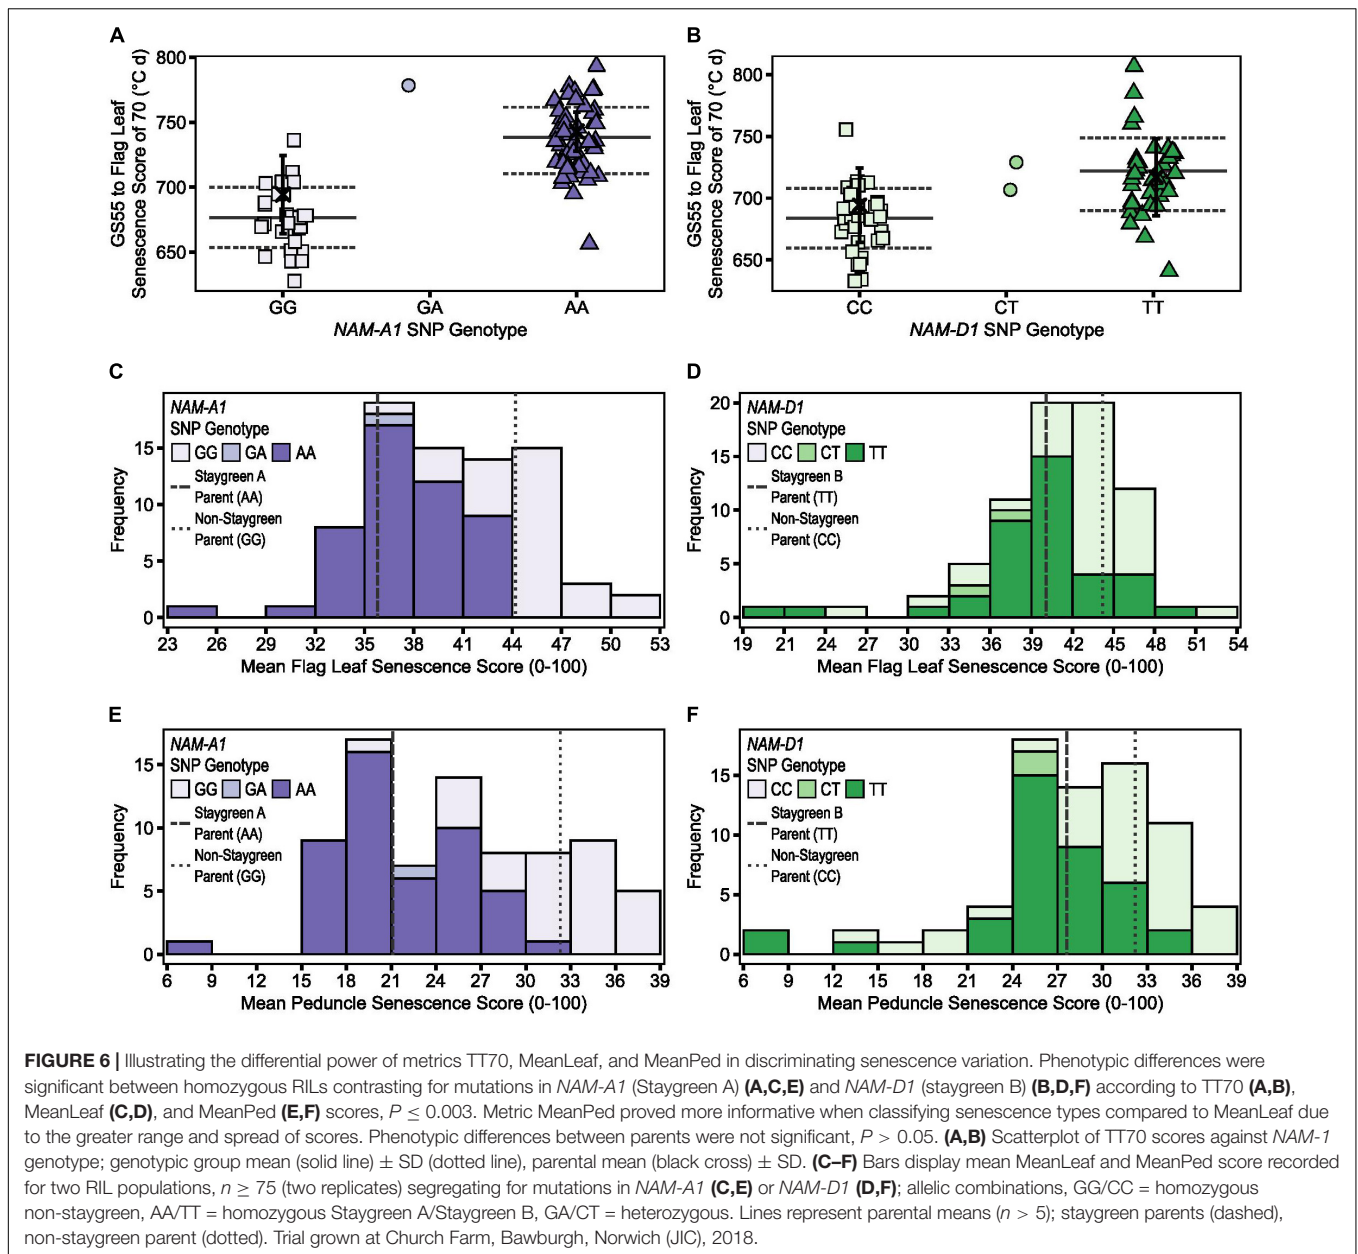 A
GS55 to Flag Leaf
Senescence Score of 70 (°C d)
800
750
700
650
GG
GA
AA
NAM-A1 SNP Genotype
B
GS55 to Flag Leaf
Senescence Score of 70 (°C d)
800
750
700
650
CC
CT
TT
NAM-D1 SNP Genotype
C
NAM-A1
SNP Genotype
GG GA AA
Staygreen A
Parent (AA)
Non-Staygreen
Parent (GG)
Frequency
15
10
5
0
23 26 29 32 35 38 41 44 47 50 53
Mean Flag Leaf Senescence Score (0-100)
D
NAM-D1
SNP Genotype
CC CT TT
Staygreen B
Parent (TT)
Non-Staygreen
Parent (CC)
Frequency
20
15
10
5
0
19 21 24 27 30 33 36 39 42 45 48 51 54
Mean Flag Leaf Senescence Score (0-100)
E
NAM-A1
SNP Genotype
GG GA AA
Staygreen A
Parent (AA)
Non-Staygreen
Parent (GG)
Frequency
15
10
5
0
6 9 12 15 18 21 24 27 30 33 36 39
Mean Peduncle Senescence Score (0-100)
F
NAM-D1
SNP Genotype
CC CT TT
Staygreen B
Parent (TT)
Non-Staygreen
Parent (CC)
Frequency
15
10
5
0
6 9 12 15 18 21 24 27 30 33 36 39
Mean Peduncle Senescence Score (0-100)
FIGURE 6 | Illustrating the differential power of metrics TT70, MeanLeaf, and MeanPed in discriminating senescence variation. Phenotypic differences were
significant between homozygous RILs contrasting for mutations in NAM-A1 (Staygreen A) (A,C,E) and NAM-D1 (staygreen B) (B,D,F) according to TT70 (A,B),
MeanLeaf (C,D), and MeanPed (E,F) scores, P ≤ 0.003. Metric MeanPed proved more informative when classifying senescence types compared to MeanLeaf due
to the greater range and spread of scores. Phenotypic differences between parents were not significant, P > 0.05. (A,B) Scatterplot of TT70 scores against NAM-1
genotype; genotypic group mean (solid line) ± SD (dotted line), parental mean (black cross) ± SD. (C–F) Bars display mean MeanLeaf and MeanPed score recorded
for two RIL populations, n ≥ 75 (two replicates) segregating for mutations in NAM-A1 (C,E) or NAM-D1 (D,F); allelic combinations, GG/CC = homozygous
non-staygreen, AA/TT = homozygous Staygreen A/Staygreen B, GA/CT = heterozygous. Lines represent parental means (n > 5); staygreen parents (dashed),
non-staygreen parent (dotted). Trial grown at Church Farm, Bawburgh, Norwich (JIC), 2018.